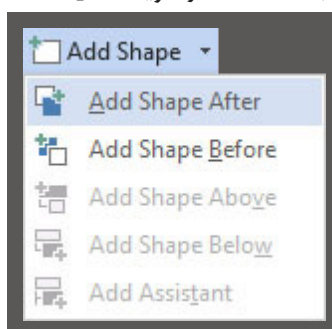 Add Shape
Add Shape After
Add Shape Before
Add Shape Above
Add Shape Below
Add Assistant